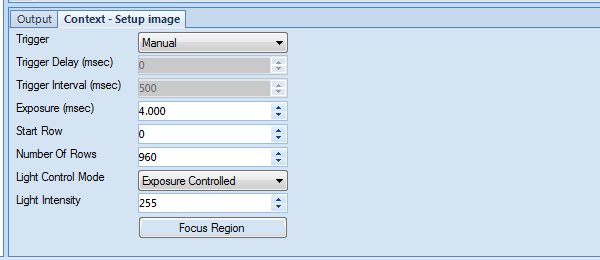 Output Context - Setup image
Trigger Manual
Trigger Delay (msec) 0
Trigger Interval (msec) 500
Exposure (msec) 4.000
Start Row 0
Number Of Rows 960
Light Control Mode Exposure Controlled
Light Intensity 255
Focus Region